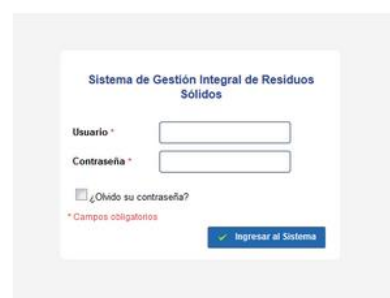 Sistema de Gestión Integral de Residuos
Sólidos
Usuario *
Contraseña *
¿Olvido su contraseña?
* Campos obligatorios
Ingresar al Sistema